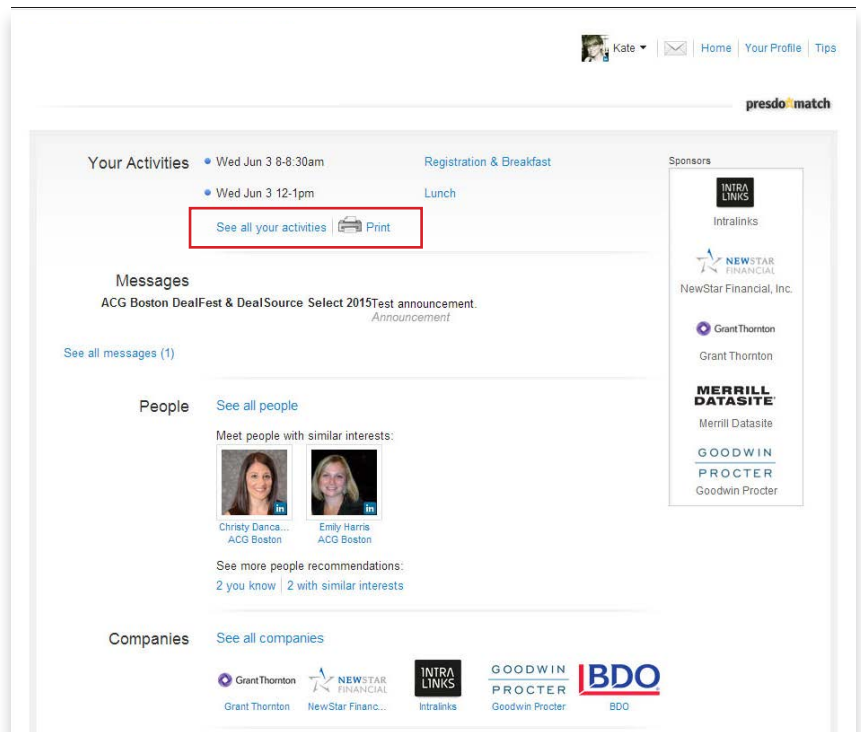 Kate
Home
Your Profile
Tips
presdo match
Your Activities
Wed Jun 3 8-8:30am
Registration & Breakfast
Wed Jun 3 12-1pm
Lunch
See all your activities
Print
Messages
ACG Boston DealFest & DealSource Select 2015Test announcement.
Announcement
See all messages (1)
People
See all people
Meet people with similar interests:
in
in
Christy Danca...
ACG Boston
Emily Harris
ACG Boston
See more people recommendations:
2 you know
2 with similar interests
Companies
See all companies
Grant Thornton
NEWSTAR
FINANCIAL
INTRA
LINKS
GOODWIN
PROCTER
BDO
Grant Thornton
NewStar Financ...
Intralinks
Goodwin Procter
BDO
Sponsors
INTRA
LINKS
Intralinks
NEWSTAR
FINANCIAL
NewStar Financial, Inc.
Grant Thornton
Grant Thornton
MERRILL
DATASITE
Merrill Datasite
GOODWIN
PROCTER
Goodwin Procter